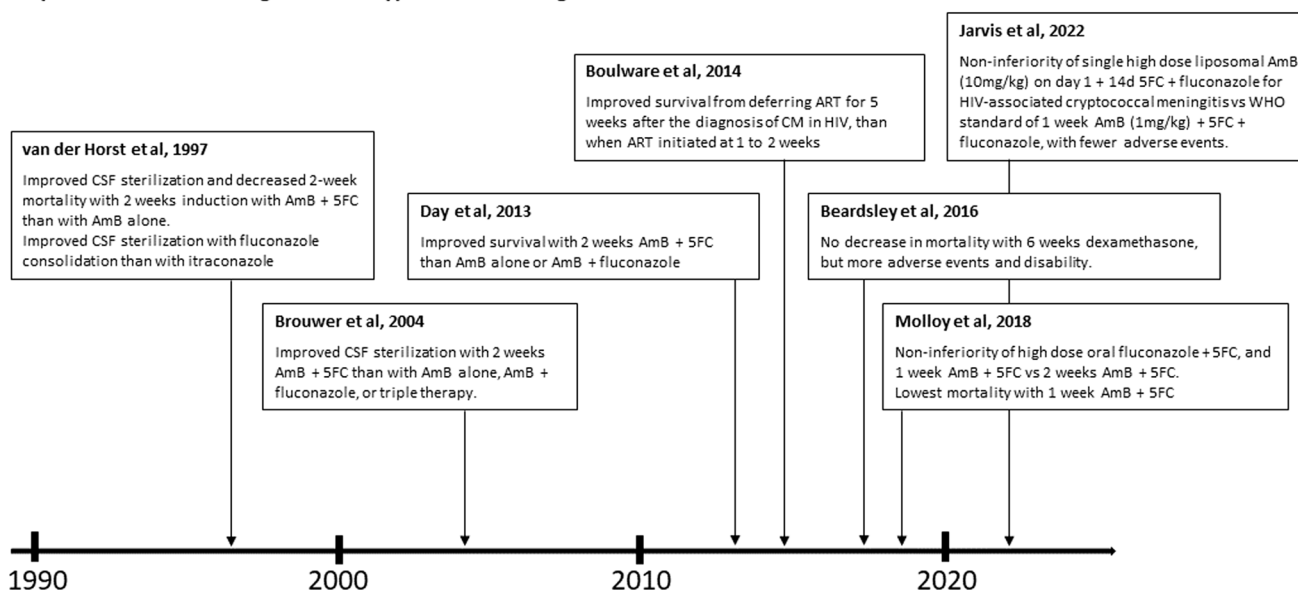 van der Horst et al, 1997
Improved CSF sterilization and decreased 2-week
mortality with 2 weeks induction with AmB + 5FC
than with AmB alone.
Improved CSF sterilization with fluconazole
consolidation than with itraconazole
Brouwer et al, 2004
Improved CSF sterilization with 2 weeks
AmB + 5FC than with AmB alone, AmB +
fluconazole, or triple therapy.
Day et al, 2013
Improved survival with 2 weeks AmB + 5FC
than AmB alone or AmB + fluconazole
Boulware et al, 2014
Improved survival from deferring ART for 5
weeks after the diagnosis of CM in HIV, than
when ART initiated at 1 to 2 weeks
Beardsley et al, 2016
No decrease in mortality with 6 weeks dexamethasone,
but more adverse events and disability.
Molloy et al, 2018
Non-inferiority of high dose oral fluconazole + 5FC, and
1 week AmB + 5FC vs 2 weeks AmB + 5FC.
Lowest mortality with 1 week AmB + 5FC
Jarvis et al, 2022
Non-inferiority of single high dose liposomal AmB
(10mg/kg) on day 1 + 14d 5FC + fluconazole for
HIV-associated cryptococcal meningitis vs WHO
standard of 1 week AmB (1mg/kg) + 5FC +
fluconazole, with fewer adverse events.
1990
2000
2010
2020